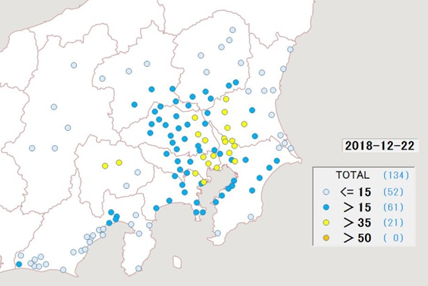 2018-12-22
TOTAL (134)
<= 15 (52)
> 15 (61)
> 35 (21)
> 50 ( 0)